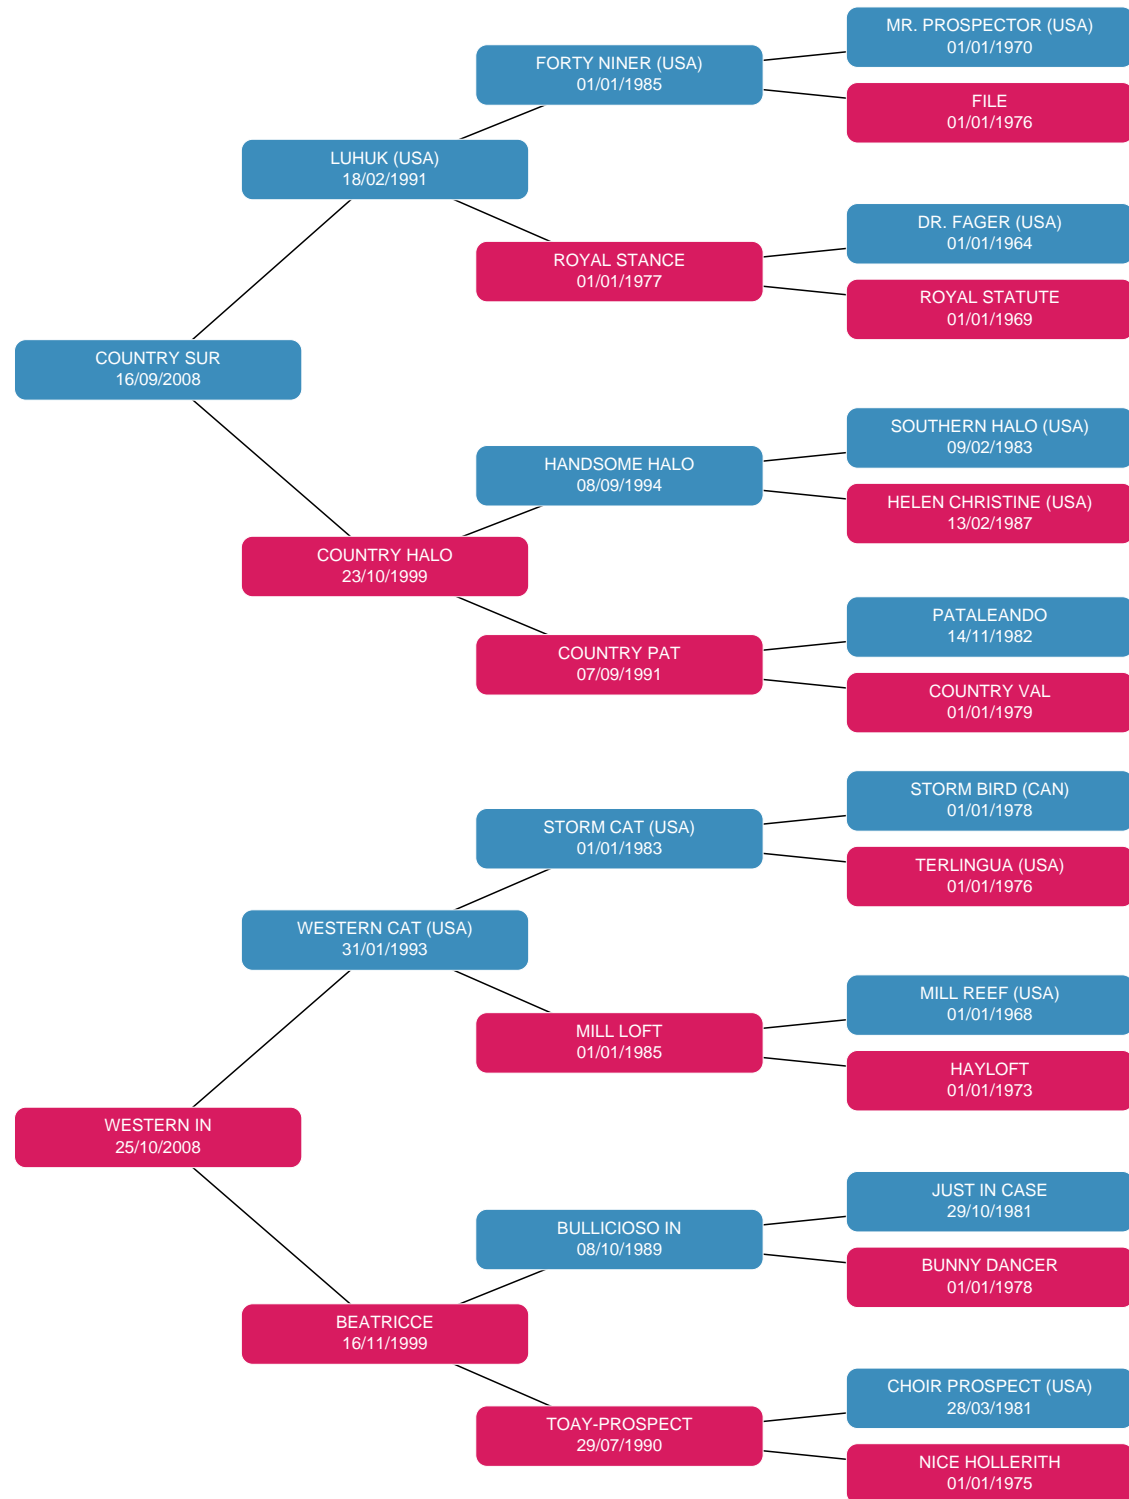 MR. PROSPECTOR (USA)
01/01/1970
FORTY NINER (USA)
01/01/1985
FILE
01/01/1976
LUHUK (USA)
18/02/1991
DR. FAGER (USA)
01/01/1964
ROYAL STANCE
01/01/1977
ROYAL STATUTE
01/01/1969
COUNTRY SUR
16/09/2008
SOUTHERN HALO (USA)
09/02/1983
HANDSOME HALO
08/09/1994
HELEN CHRISTINE (USA)
13/02/1987
COUNTRY HALO
23/10/1999
PATALEANDO
14/11/1982
COUNTRY PAT
07/09/1991
COUNTRY VAL
01/01/1979
STORM BIRD (CAN)
01/01/1978
STORM CAT (USA)
01/01/1983
TERLINGUA (USA)
01/01/1976
WESTERN CAT (USA)
31/01/1993
MILL REEF (USA)
01/01/1968
MILL LOFT
01/01/1985
HAYLOFT
01/01/1973
WESTERN IN
25/10/2008
JUST IN CASE
29/10/1981
BULLICIOSO IN
08/10/1989
BUNNY DANCER
01/01/1978
BEATRICCE
16/11/1999
CHOIR PROSPECT (USA)
28/03/1981
TOAY-PROSPECT
29/07/1990
NICE HOLLERITH
01/01/1975